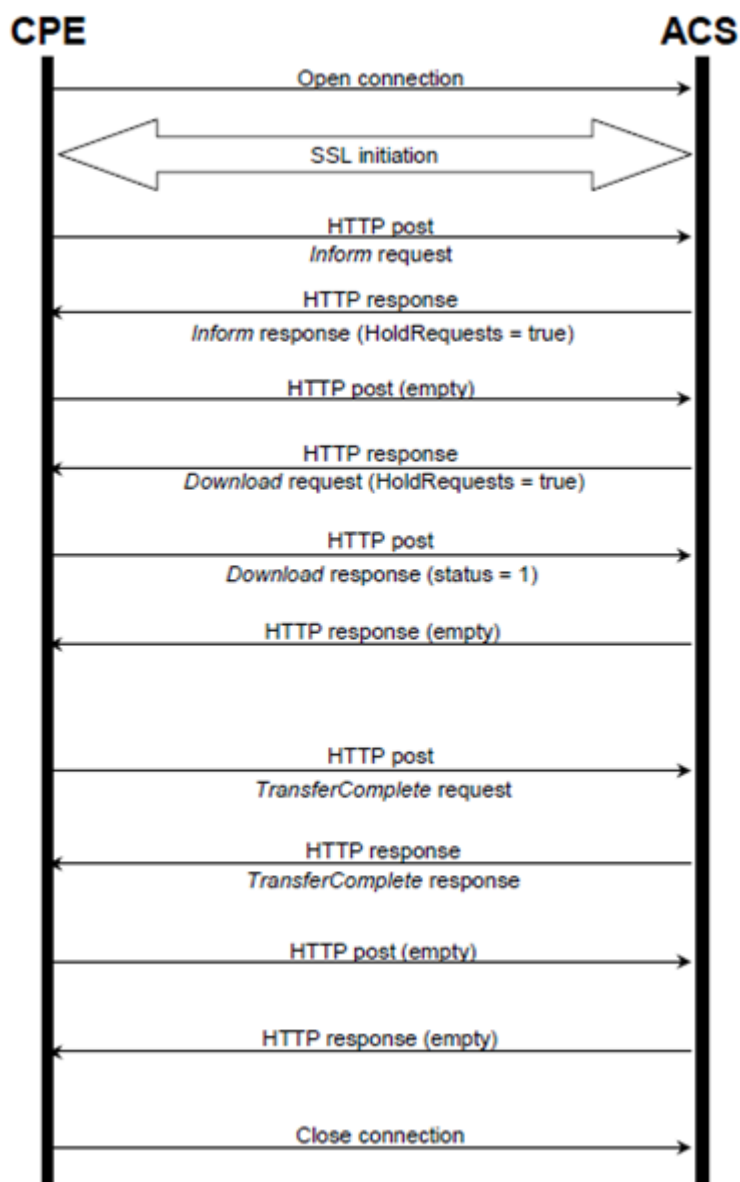 CPE ACS
Open connection
SSL initiation
HTTP post
Inform request
HTTP response
Inform response (HoldRequests = true)
HTTP post (empty)
HTTP response
Download request (HoldRequests = true)
HTTP post
Download response (status = 1)
HTTP response (empty)
HTTP post
TransferComplete request
HTTP response
TransferComplete response
HTTP post (empty)
HTTP response (empty)
Close connection